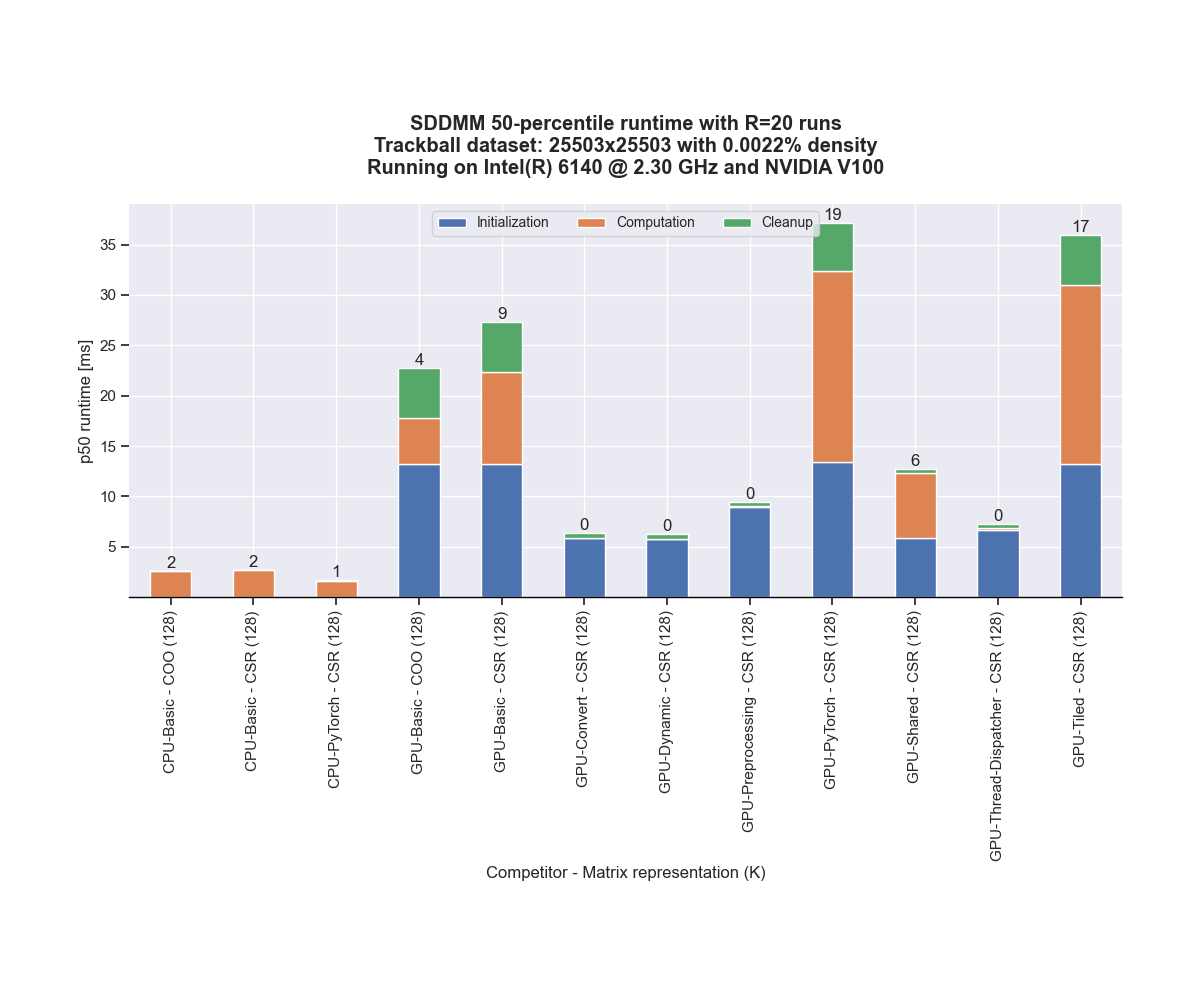 SDDMM 50-percentile runtime with R=20 runs
Trackball dataset: 25503x25503 with 0.0022% density
Running on Intel(R) 6140 @ 2.30 GHz and NVIDIA V100
Initialization
Computation
Cleanup
p50 runtime [ms]
35
30
25
20
15
10
5
2
2
1
4
9
0
0
0
19
6
0
17
CPU-Basic - COO (128)
CPU-Basic - CSR (128)
CPU-PyTorch - CSR (128)
GPU-Basic - COO (128)
GPU-Basic - CSR (128)
GPU-Convert - CSR (128)
GPU-Dynamic - CSR (128)
GPU-Preprocessing - CSR (128)
GPU-PyTorch - CSR (128)
GPU-Shared - CSR (128)
GPU-Thread-Dispatcher - CSR (128)
GPU-Tiled - CSR (128)
Competitor - Matrix representation (K)